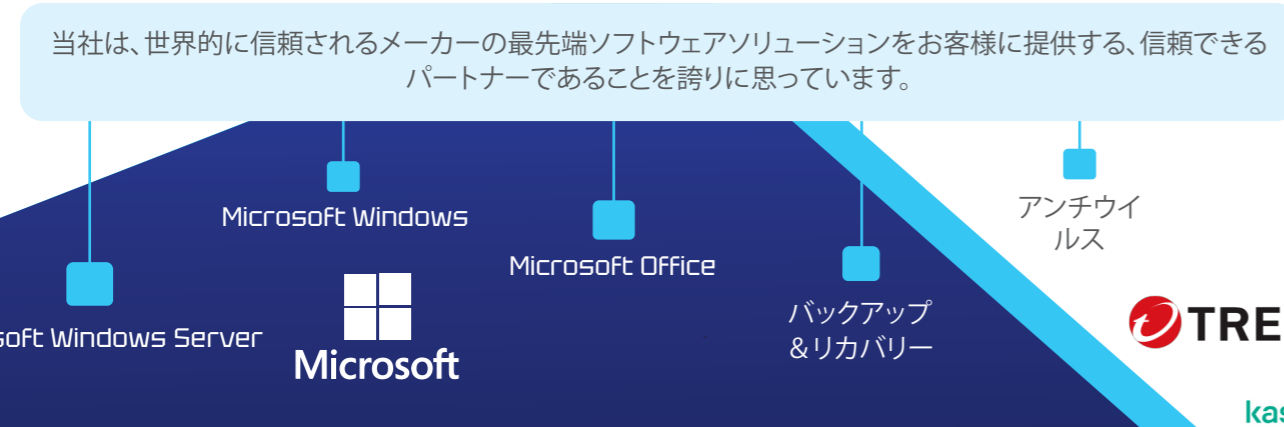 当社は、世界的に信頼されるメーカーの最先端ソフトウェアソリューションをお客様に提供する、信頼できる
パートナーであることを誇りに思っています。
Microsoft Windows
アンチウイ
ルス
Microsoft Office
soft Windows Server
Microsoft
バックアップ
&リカバリー
TRE
kas